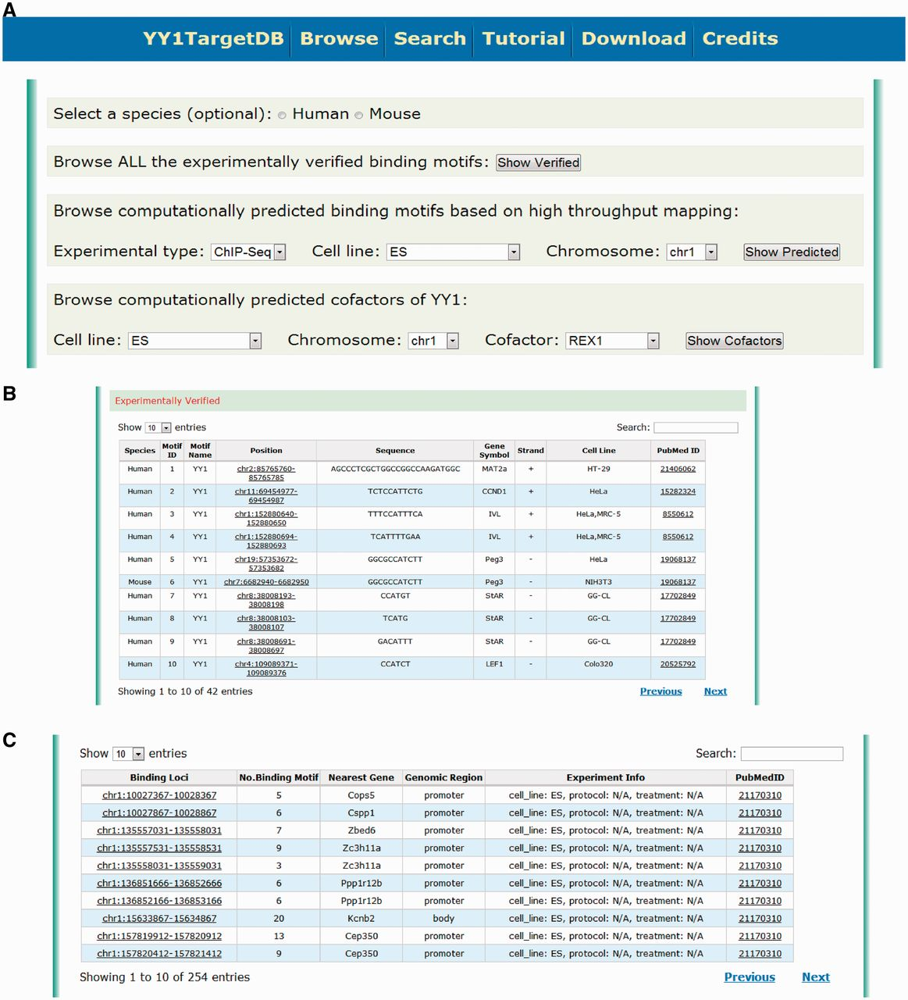 A
YY1TargetDB Browse Search Tutorial Download Credits
Select a species (optional): Human Mouse
Browse ALL the experimentally verified binding motifs: Show Verified
Browse computationally predicted binding motifs based on high throughput mapping:
Experimental type: ChIP-Seq Cell line: ES Chromosome: chr1 Show Predicted
Browse computationally predicted cofactors of YY1:
Cell line: ES Chromosome: chr1 Cofactor: REX1 Show Cofactors
B
Experimentally Verified
Show 10 entries Search:
Species Motif ID Motif Name Position Sequence Gene Symbol Strand Cell Line PubMed ID
Human 1 YY1 chr2:85765760-85765785 AGCCCTCGCTGGCCGGCCAAGATGGC MAT2a + HT-29 21406062
Human 2 YY1 chr11:69454977-69454987 TCTCCATTCTG CCND1 + HeLa 15282324
Human 3 YY1 chr1:152880640-152880650 TTTCCATTTCA IVL + HeLa,MRC-5 8550612
Human 4 YY1 chr1:152880694-152880693 TCATTTTGAA IVL + HeLa,MRC-5 8550612
Human 5 YY1 chr19:57353672-57353682 GGCGCCATCTT Peg3 - HeLa 19068137
Mouse 6 YY1 chr7:6682940-6682950 GGCGCCATCTT Peg3 - NIH3T3 19068137
Human 7 YY1 chr8:38008193-38008198 CCATGT StAR - GG-CL 17702849
Human 8 YY1 chr8:38008103-38008107 TCATG StAR - GG-CL 17702849
Human 9 YY1 chr8:38008691-38008697 GACATTT StAR - GG-CL 17702849
Human 10 YY1 chr4:109089371-109089376 CCATCT LEF1 - Colo320 20525792
Showing 1 to 10 of 42 entries Previous Next
C
Show 10 entries Search:
Binding Loci No.Binding Motif Nearest Gene Genomic Region Experiment Info PubMedID
chr1:10027367-10028367 5 Cops5 promoter cell_line: ES, protocol: N/A, treatment: N/A 21170310
chr1:10027867-10028867 6 Cspp1 promoter cell_line: ES, protocol: N/A, treatment: N/A 21170310
chr1:135557031-135558031 7 Zbed6 promoter cell_line: ES, protocol: N/A, treatment: N/A 21170310
chr1:135557531-135558531 9 Zc3h11a promoter cell_line: ES, protocol: N/A, treatment: N/A 21170310
chr1:135558031-135559031 3 Zc3h11a promoter cell_line: ES, protocol: N/A, treatment: N/A 21170310
chr1:136851666-136852666 6 Ppp1r12b promoter cell_line: ES, protocol: N/A, treatment: N/A 21170310
chr1:136852166-136853166 6 Ppp1r12b promoter cell_line: ES, protocol: N/A, treatment: N/A 21170310
chr1:15633867-15634867 20 Kcnb2 body cell_line: ES, protocol: N/A, treatment: N/A 21170310
chr1:157819912-157820912 13 Cep350 promoter cell_line: ES, protocol: N/A, treatment: N/A 21170310
chr1:157820412-157821412 9 Cep350 promoter cell_line: ES, protocol: N/A, treatment: N/A 21170310
Showing 1 to 10 of 254 entries Previous Next